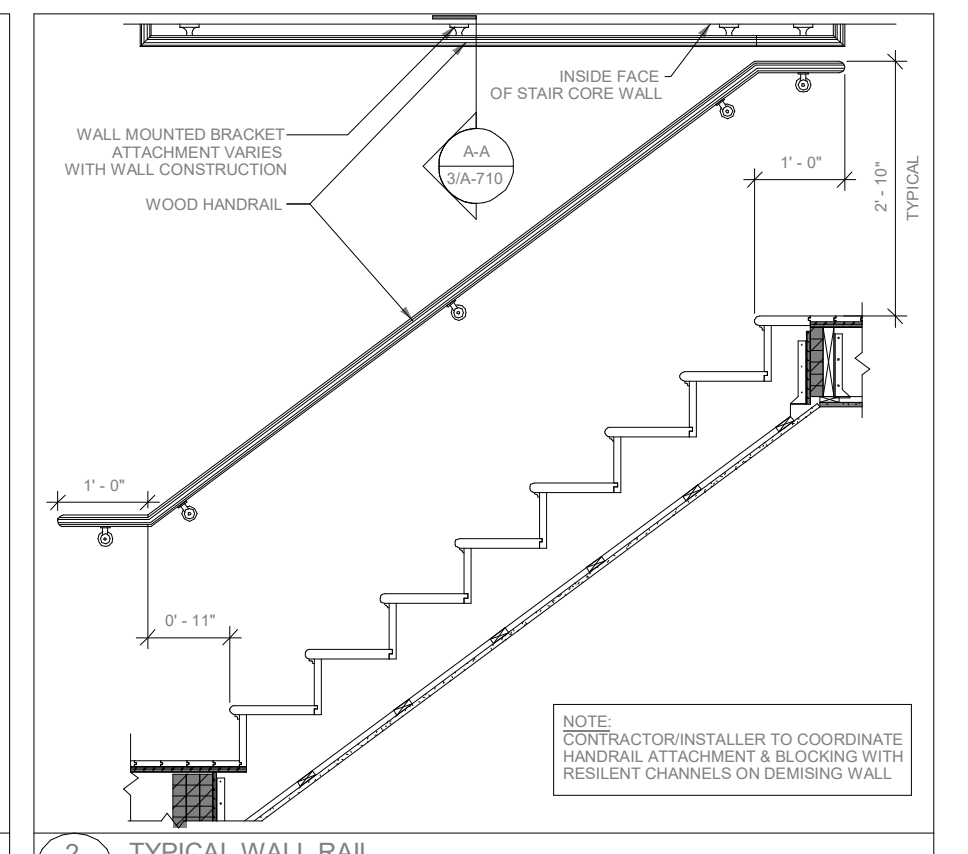 INSIDE FACE
OF STAIR CORE WALL
WALL MOUNTED BRACKET
ATTACHMENT VARIES
WITH WALL CONSTRUCTION
WOOD HANDRAIL
A-A
3/A-710
1' - 0"
2' - 10"
TYPICAL
1' - 0"
0' - 11"
NOTE:
CONTRACTOR/INSTALLER TO COORDINATE
HANDRAIL ATTACHMENT & BLOCKING WITH
RESILENT CHANNELS ON DEMISING WALL
2 TYPICAL WALL RAIL